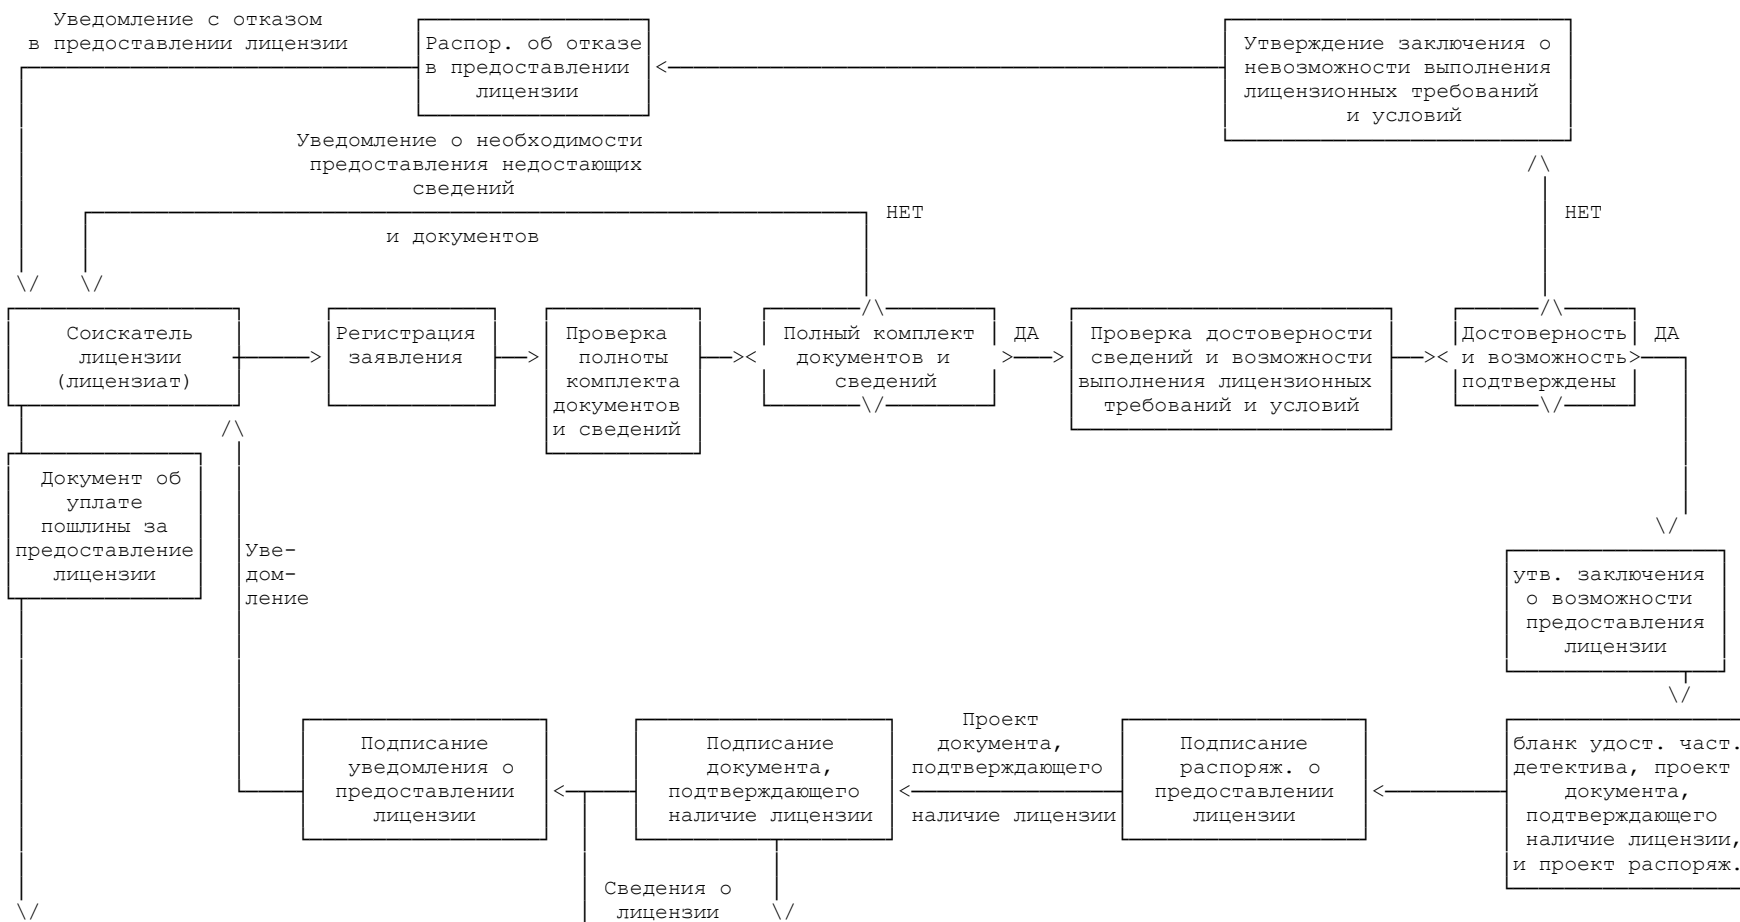 Уведомление с отказом
в предоставлении лицензии
Распор. об отказе
в предоставлении
лицензии
Утверждение заключения о
невозможности выполнения
лицензионных требований
и условий
Уведомление о необходимости
предоставления недостающих
сведений
НЕТ
и документов
НЕТ
Соискатель
лицензии
(лицензиат)
Регистрация
заявления
Проверка
полноты
комплекта
документов
и сведений
Полный комплект
документов и
сведений
ДА
Проверка достоверности
сведений и возможности
выполнения лицензионных
требований и условий
Достоверность
и возможность
подтверждены
ДА
Документ об
уплате
пошлины за
предоставление
лицензии
Уве-
дом-
ление
утв. заключения
о возможности
предоставления
лицензии
Подписание
уведомления о
предоставлении
лицензии
Подписание
документа,
подтверждающего
наличие лицензии
Проект
документа,
подтверждающего
наличие лицензии
Подписание
распоряж. о
предоставлении
лицензии
бланк удост. част.
детектива, проект
документа,
подтверждающего
наличие лицензии,
и проект распоряж.
Сведения о
лицензии